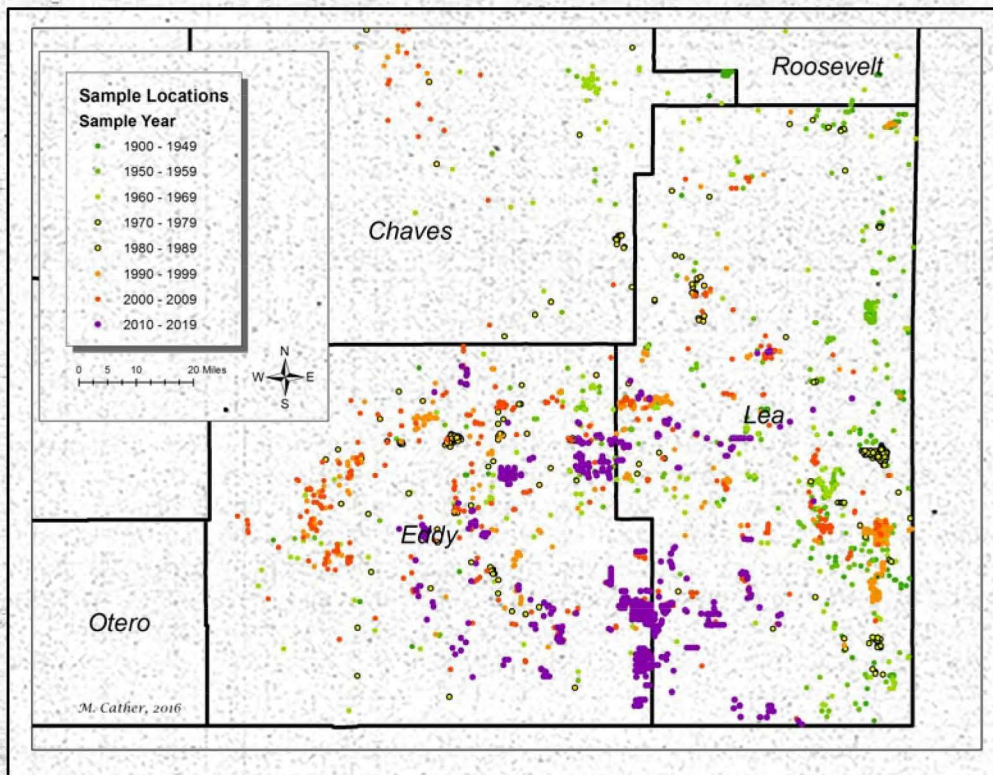 Roosevelt
Sample Locations
Sample Year
1900 - 1949
1950 - 1959
1960 - 1969
1970 - 1979
1980 - 1989
1990 - 1999
2000 - 2009
2010 - 2019
Chaves
0 5 10 20 Miles
N
W E
S
Lea
Eddy
Otero
M. Cather, 2016